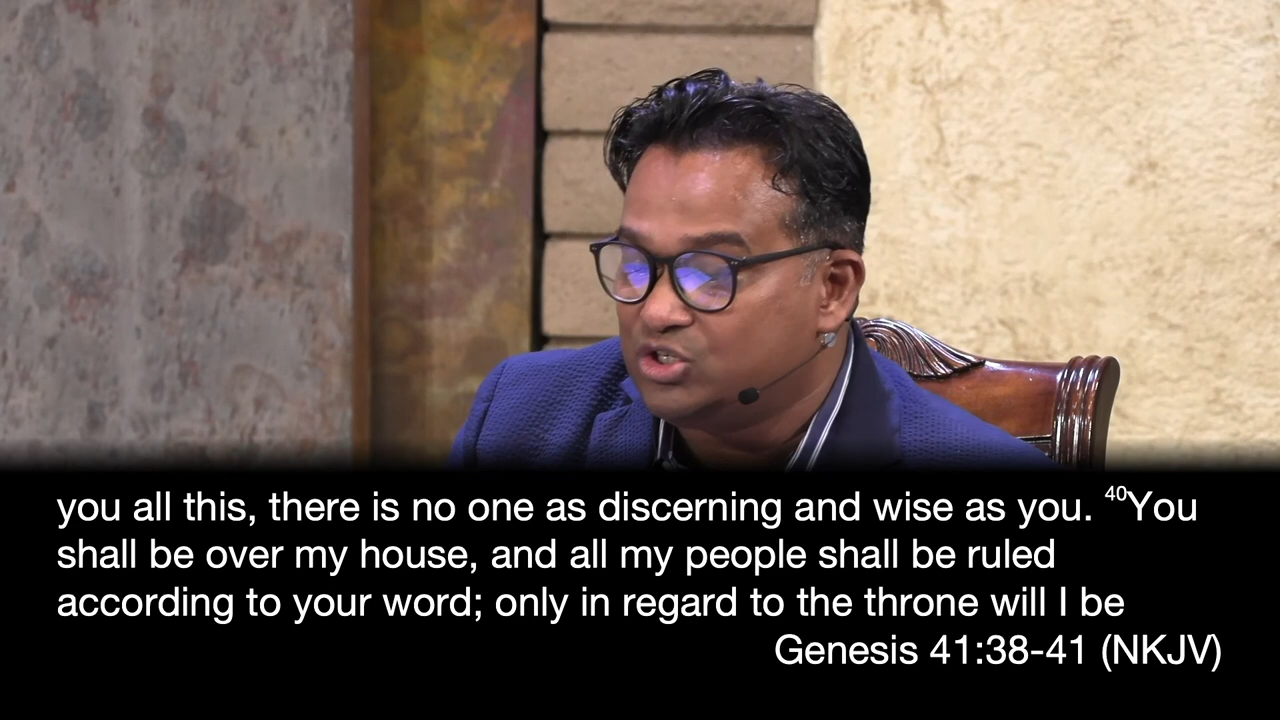 you all this, there is no one as discerning and wise as you. ⁴⁰You
shall be over my house, and all my people shall be ruled
according to your word; only in regard to the throne will I be
Genesis 41:38-41 (NKJV)